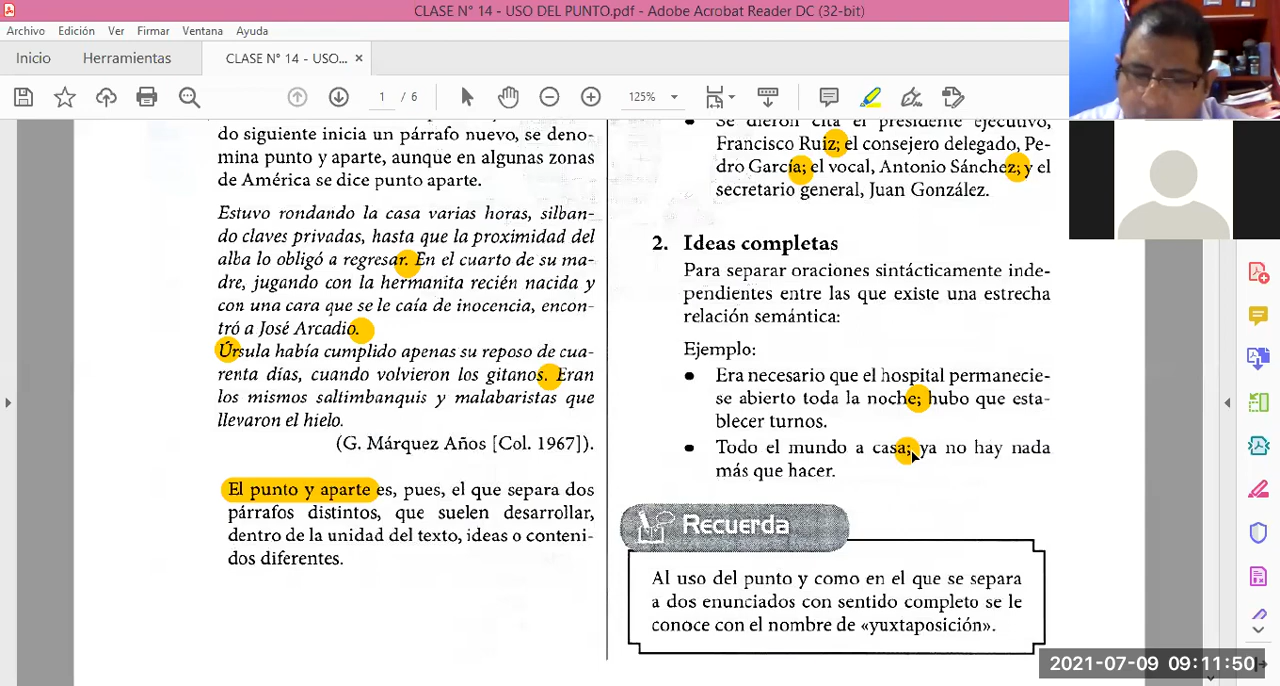 CLASE N° 14 - USO DEL PUNTO.pdf - Adobe Acrobat Reader DC (32-bit)
Archivo Edición Ver Firmar Ventana Ayuda
Inicio Herramientas CLASE N° 14 - USO... ×
1 / 6 125%
do siguiente inicia un párrafo nuevo, se deno-
mina punto y aparte, aunque en algunas zonas
de América se dice punto aparte.
Estuvo rondando la casa varias horas, silban-
do claves privadas, hasta que la proximidad del
alba lo obligó a regresar. En el cuarto de su ma-
dre, jugando con la hermanita recién nacida y
con una cara que se le caía de inocencia, encon-
tró a José Arcadio.
Úrsula había cumplido apenas su reposo de cua-
renta días, cuando volvieron los gitanos. Eran
los mismos saltimbanquis y malabaristas que
llevaron el hielo.
(G. Márquez Años [Col. 1967]).
El punto y aparte es, pues, el que separa dos
párrafos distintos, que suelen desarrollar,
dentro de la unidad del texto, ideas o conteni-
dos diferentes.
• Se dieron cita el presidente ejecutivo,
Francisco Ruiz; el consejero delegado, Pe-
dro García; el vocal, Antonio Sánchez; y el
secretario general, Juan González.
2. Ideas completas
Para separar oraciones sintácticamente inde-
pendientes entre las que existe una estrecha
relación semántica:
Ejemplo:
• Era necesario que el hospital permanecie-
se abierto toda la noche; hubo que esta-
blecer turnos.
• Todo el mundo a casa; ya no hay nada
más que hacer.
Recuerda
Al uso del punto y como en el que se separa
a dos enunciados con sentido completo se le
conoce con el nombre de «yuxtaposición».
2021-07-09 09:11:50